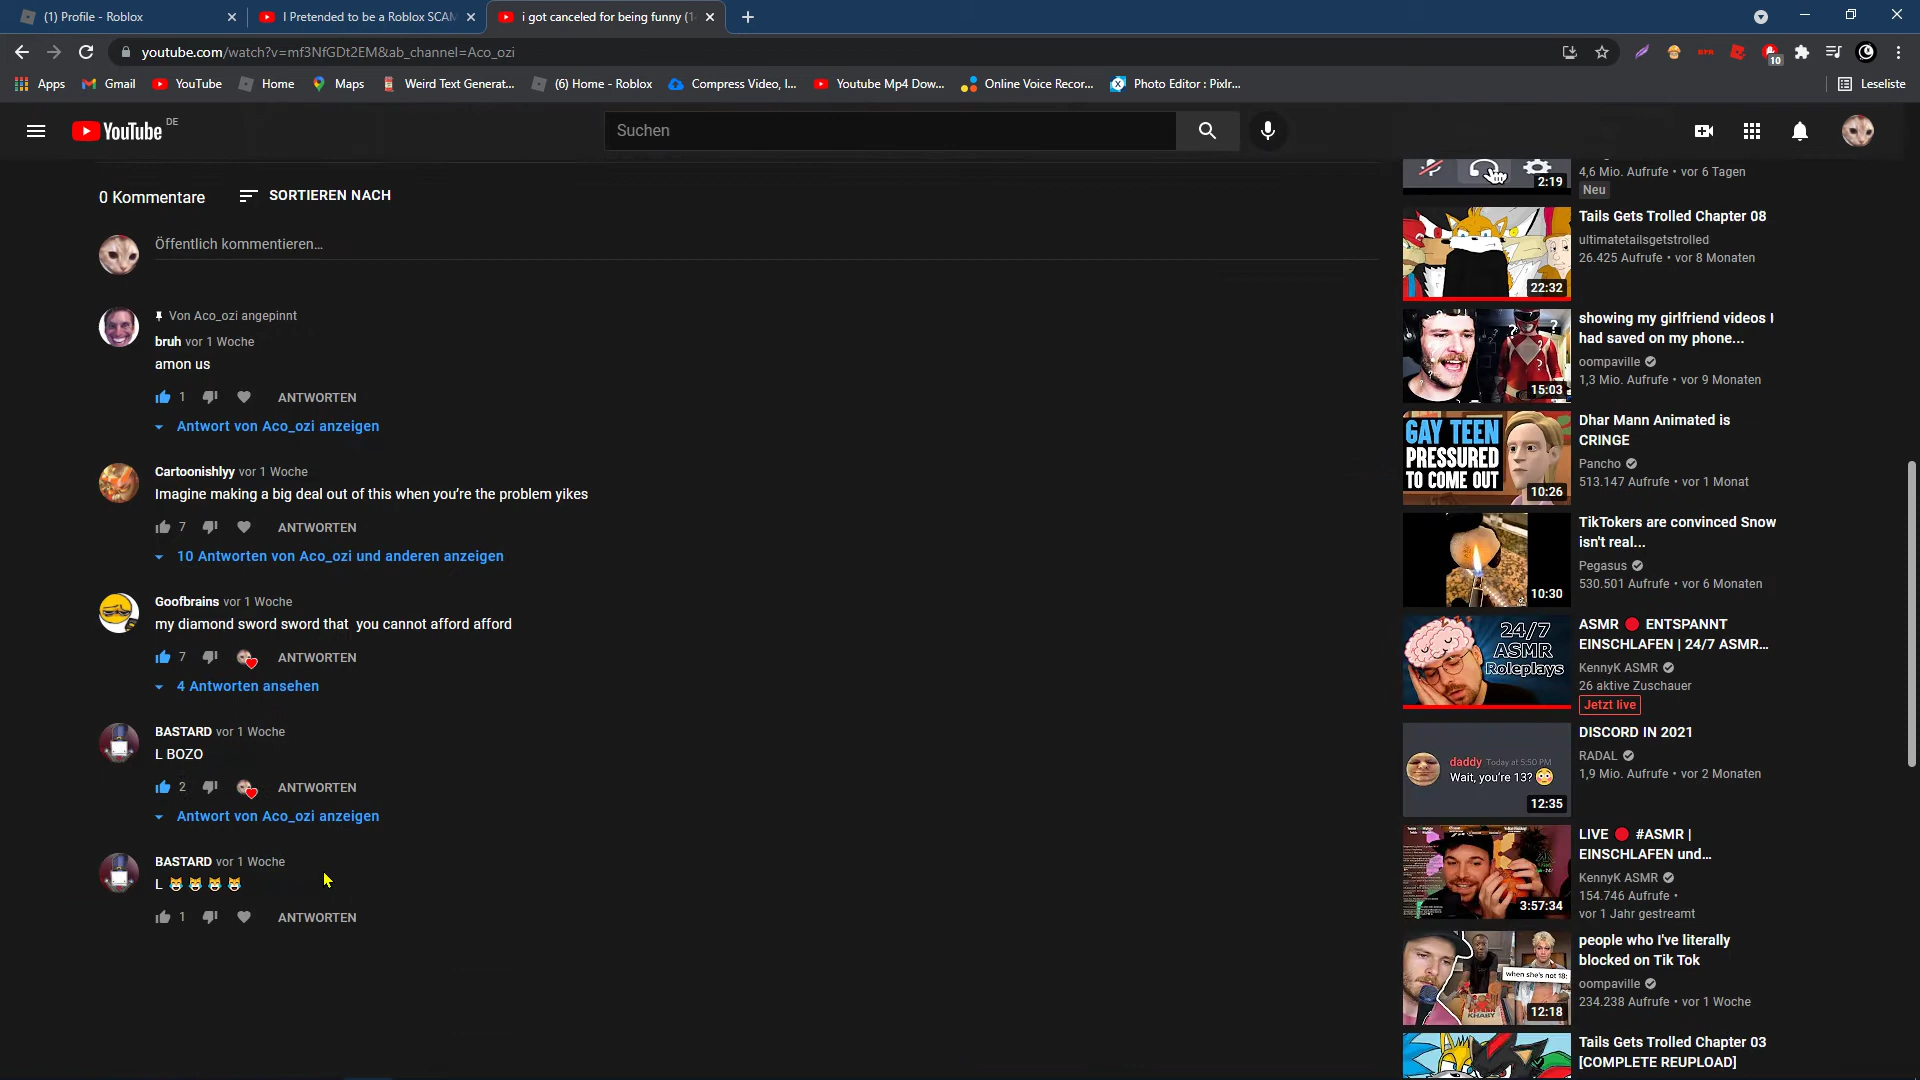 (1) Profile - Roblox
I Pretended to be a Roblox SCAM
i got canceled for being funny (1
youtube.com/watch?v=mf3NfGDt2EM&ab_channel=Aco_ozi
10
Apps
Gmail
YouTube
Home
Maps
Weird Text Generat...
(6) Home - Roblox
Compress Video, I...
Youtube Mp4 Dow...
Online Voice Recor...
Photo Editor : Pixlr...
Leseliste
YouTube DE
Suchen
0 Kommentare
SORTIEREN NACH
Öffentlich kommentieren...
Von Aco_ozi angepinnt
bruh vor 1 Woche
amon us
1 ANTWORTEN
Antwort von Aco_ozi anzeigen
Cartoonishlyy vor 1 Woche
Imagine making a big deal out of this when you're the problem yikes
7 ANTWORTEN
10 Antworten von Aco_ozi und anderen anzeigen
Goofbrains vor 1 Woche
my diamond sword sword that  you cannot afford afford
7 ANTWORTEN
4 Antworten ansehen
BASTARD vor 1 Woche
L BOZO
2 ANTWORTEN
Antwort von Aco_ozi anzeigen
BASTARD vor 1 Woche
L 😹 😹 😹 😹
1 ANTWORTEN
2:19
4,6 Mio. Aufrufe • vor 6 Tagen
Neu
22:32
Tails Gets Trolled Chapter 08
ultimatetailsgetstrolled
26.425 Aufrufe • vor 8 Monaten
15:03
showing my girlfriend videos I
had saved on my phone...
oompaville
1,3 Mio. Aufrufe • vor 9 Monaten
GAY TEEN
PRESSURED
TO COME OUT
10:26
Dhar Mann Animated is
CRINGE
Pancho
513.147 Aufrufe • vor 1 Monat
10:30
TikTokers are convinced Snow
isn't real...
Pegasus
530.501 Aufrufe • vor 6 Monaten
24/7
ASMR
Roleplays
ASMR 🔴 ENTSPANNT
EINSCHLAFEN | 24/7 ASMR...
KennyK ASMR
26 aktive Zuschauer
Jetzt live
daddy Today at 5:50 PM
Wait, you're 13? 😳
12:35
DISCORD IN 2021
RADAL
1,9 Mio. Aufrufe • vor 2 Monaten
3:57:34
LIVE 🔴 #ASMR |
EINSCHLAFEN und...
KennyK ASMR
154.746 Aufrufe •
vor 1 Jahr gestreamt
when she's not 18:
KHABY
12:18
people who I've literally
blocked on Tik Tok
oompaville
234.238 Aufrufe • vor 1 Woche
Tails Gets Trolled Chapter 03
[COMPLETE REUPLOAD]